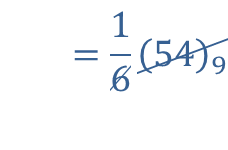 = 1/6 (54) 9